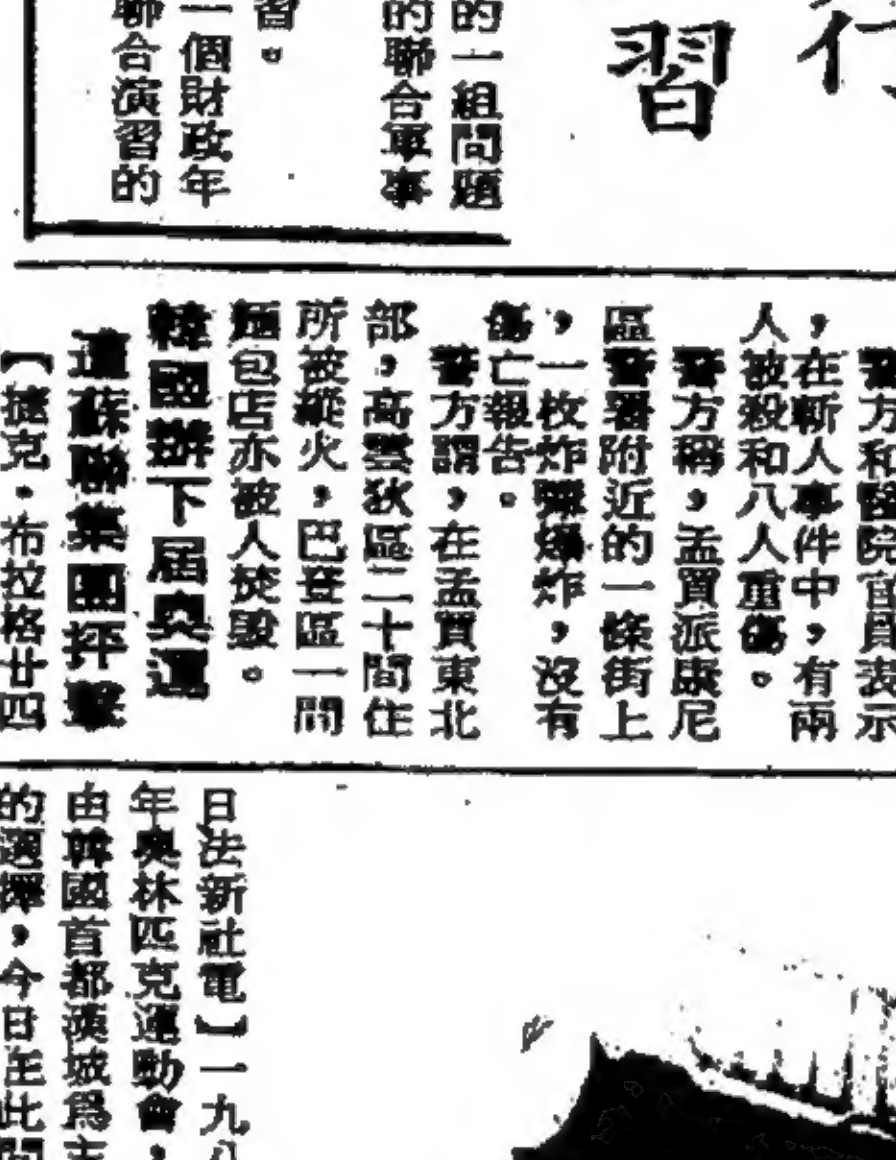 行
習
的一組問題
的聯合軍事
習。
一個財政年
聯合演習的
警方和醫院官員表示
，在斬人事件中，有兩
人被殺和八人重傷。
警方稱，孟買派康尼
區警署附近的一條街上
，一枚炸彈爆炸，沒有
傷亡報告。
警方謂，在孟買東北
部，高雲狄區二十間住
所被縱火，巴登區一間
麵包店亦被人焚毀。
韓國辦下屆奧運
遭蘇聯集團抨擊
【捷克·布拉格廿四
日法新社電】一九八
年奧林匹克運動會，
由韓國首都漢城爲主
的選擇，今日在此間